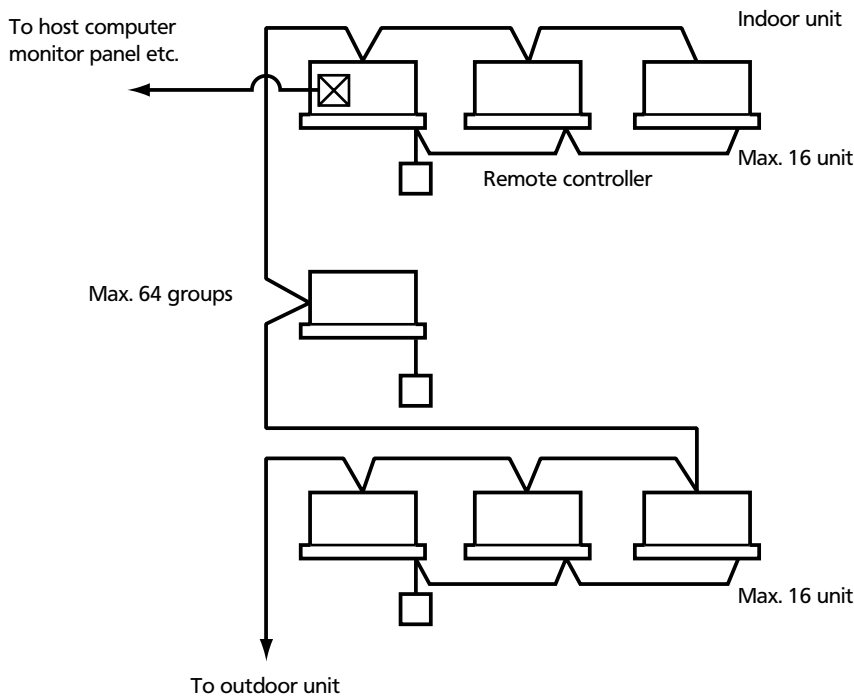 To host computer
monitor panel etc.
Indoor unit
Max. 16 unit
Remote controller
Max. 64 groups
Max. 16 unit
To outdoor unit